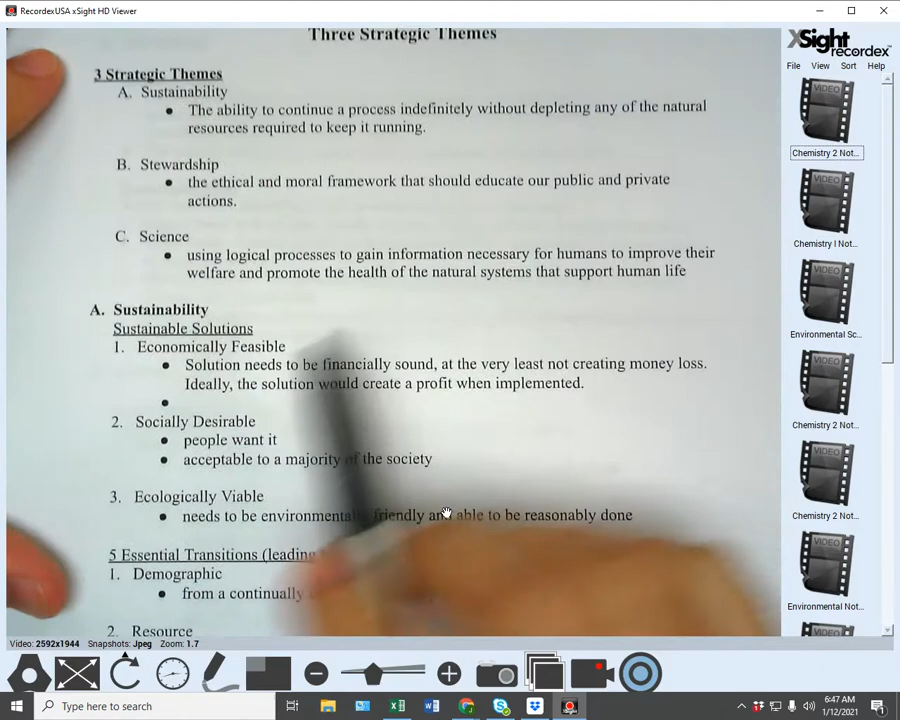 RecordexUSA xSight HD Viewer
Three Strategic Themes
3 Strategic Themes
A. Sustainability
• The ability to continue a process indefinitely without depleting any of the natural
resources required to keep it running.
B. Stewardship
• the ethical and moral framework that should educate our public and private
actions.
C. Science
• using logical processes to gain information necessary for humans to improve their
welfare and promote the health of the natural systems that support human life
A. Sustainability
Sustainable Solutions
1. Economically Feasible
• Solution needs to be financially sound, at the very least not creating money loss.
Ideally, the solution would create a profit when implemented.
•
2. Socially Desirable
• people want it
• acceptable to a majority of the society
3. Ecologically Viable
• needs to be environmentally friendly and able to be reasonably done
5 Essential Transitions (leading
1. Demographic
• from a continually
2. Resource
xSight
recordex
File View Sort Help
VIDEO
Chemistry 2 Not...
VIDEO
Chemistry I Not...
VIDEO
Environmental Sc...
VIDEO
Chemistry 2 Not...
VIDEO
Chemistry 2 Not...
VIDEO
Environmental Not...
VIDEO
Video: 2592x1944 Snapshots: Jpeg Zoom: 1.7
Type here to search
6:47 AM
1/12/2021